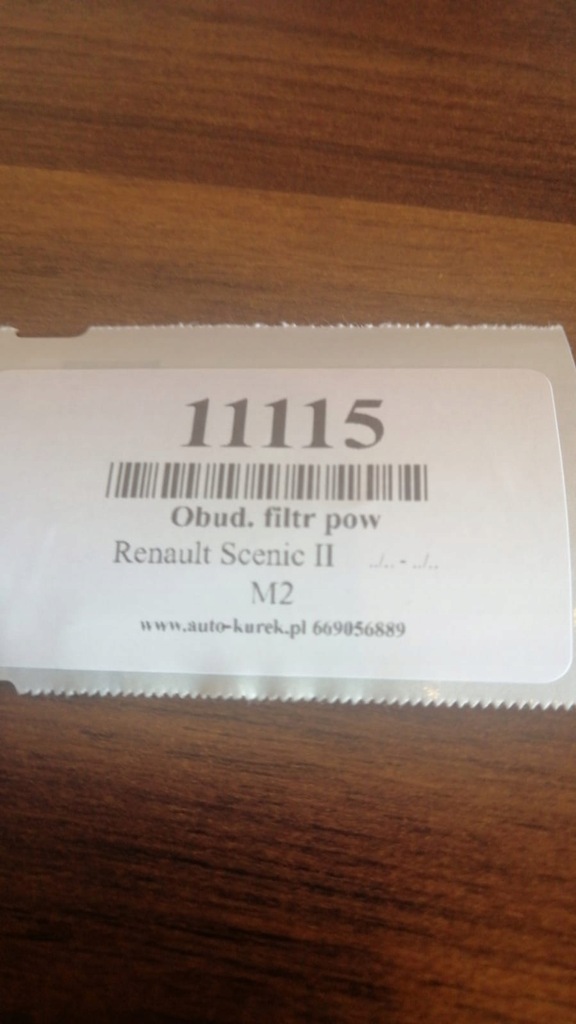 11115
Obud. filtr pow
Renault Scenic II ../.. - ../..
M2
www.auto-kurek.pl 669056889